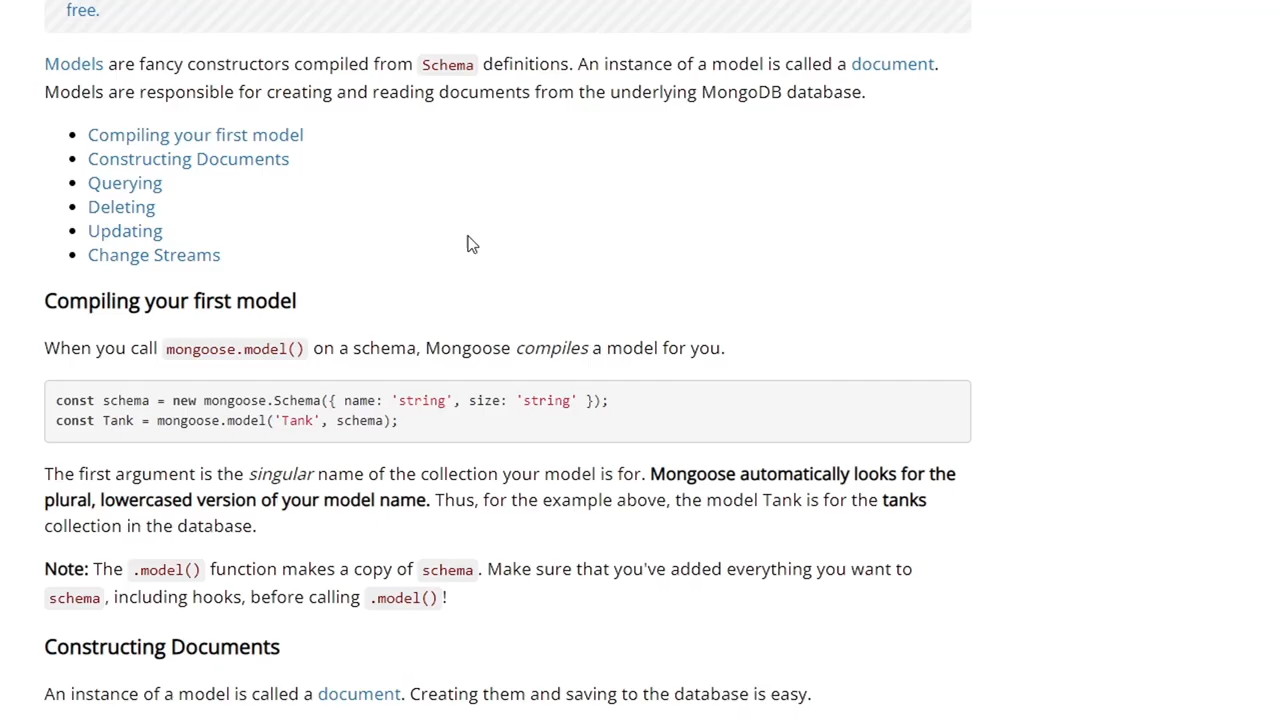 free.
Models are fancy constructors compiled from Schema definitions. An instance of a model is called a document.
Models are responsible for creating and reading documents from the underlying MongoDB database.
Compiling your first model
Constructing Documents
Querying
Deleting
Updating
Change Streams
Compiling your first model
When you call mongoose.model() on a schema, Mongoose compiles a model for you.
const schema = new mongoose.Schema({ name: 'string', size: 'string' });
const Tank = mongoose.model('Tank', schema);
The first argument is the singular name of the collection your model is for. Mongoose automatically looks for the
plural, lowercased version of your model name. Thus, for the example above, the model Tank is for the tanks
collection in the database.
Note: The .model() function makes a copy of schema. Make sure that you've added everything you want to
schema, including hooks, before calling .model()!
Constructing Documents
An instance of a model is called a document. Creating them and saving to the database is easy.